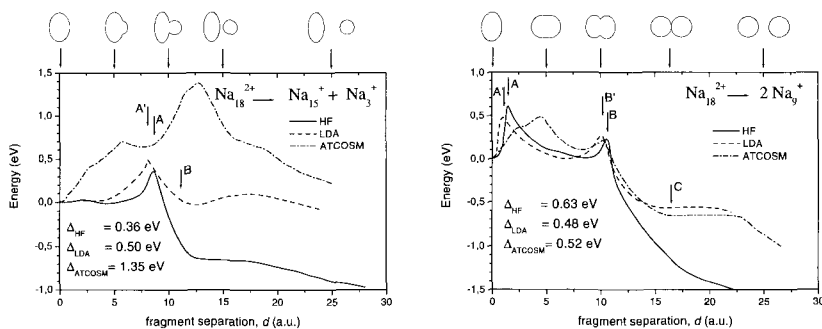 Na₁₈²⁺ → Na₁₅⁺ + Na₃⁺
A' A
B
HF
LDA
ATCOSM
Δ_HF = 0.36 eV
Δ_LDA = 0.50 eV
Δ_ATCOSM = 1.35 eV
Energy (eV)
1,5
1,0
0,5
0,0
-0,5
-1,0
0 5 10 15 20 25 30
fragment separation, d (a.u.)
Na₁₈²⁺ → 2 Na₉⁺
A' A
B'
B
C
HF
LDA
ATCOSM
Δ_HF = 0.63 eV
Δ_LDA = 0.48 eV
Δ_ATCOSM = 0.52 eV
Energy (eV)
1,0
0,5
0,0
-0,5
-1,0
-1,5
0 5 10 15 20 25 30
fragment separation, d (a.u.)